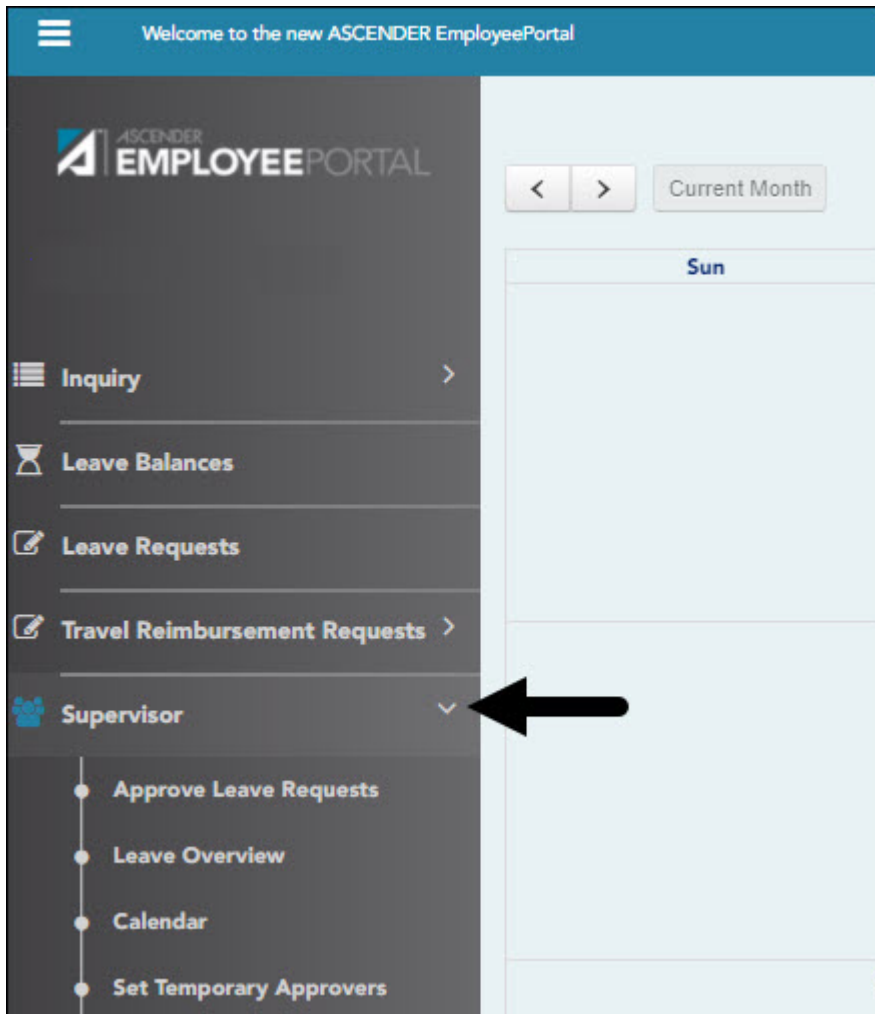 Welcome to the new ASCENDER EmployeePortal
ASCENDER
EMPLOYEEPORTAL
< > Current Month
Sun
Inquiry
Leave Balances
Leave Requests
Travel Reimbursement Requests
Supervisor
Approve Leave Requests
Leave Overview
Calendar
Set Temporary Approvers